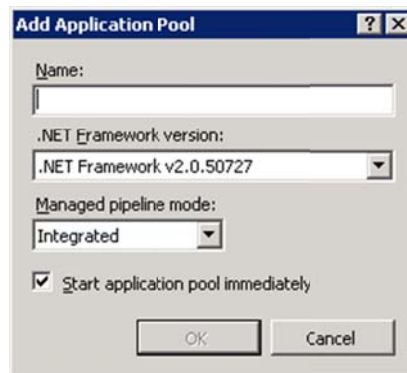 Add Application Pool
Name:
.NET Framework version:
.NET Framework v2.0.50727
Managed pipeline mode:
Integrated
Start application pool immediately
OK
Cancel